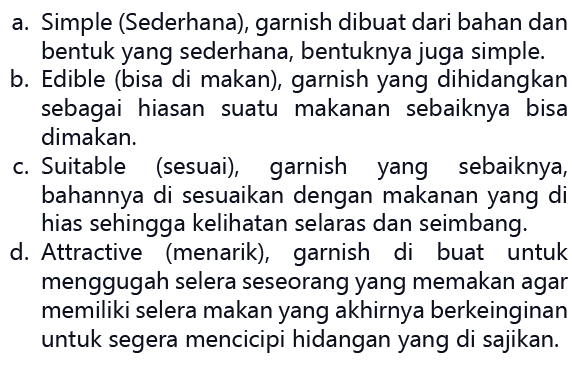 a. Simple (Sederhana), garnish dibuat dari bahan dan
bentuk yang sederhana, bentuknya juga simple.
b. Edible (bisa di makan), garnish yang dihidangkan
sebagai hiasan suatu makanan sebaiknya bisa
dimakan.
c. Suitable (sesuai), garnish yang sebaiknya,
bahannya di sesuaikan dengan makanan yang di
hias sehingga kelihatan selaras dan seimbang.
d. Attractive (menarik), garnish di buat untuk
menggugah selera seseorang yang memakan agar
memiliki selera makan yang akhirnya berkeinginan
untuk segera mencicipi hidangan yang di sajikan.